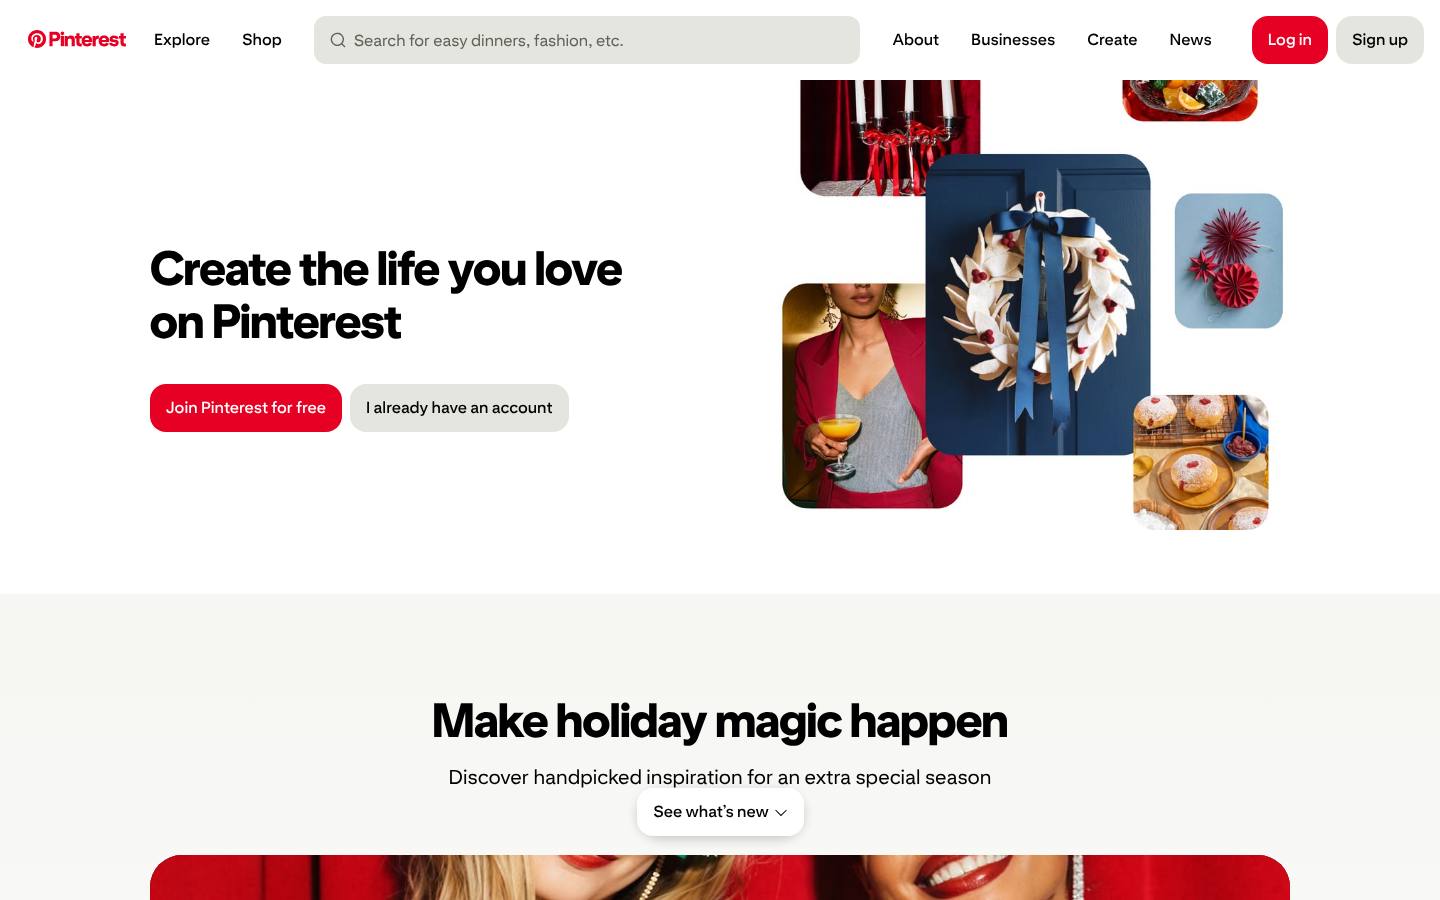 Pinterest
Explore
Shop
Search for easy dinners, fashion, etc.
About
Businesses
Create
News
Log in
Sign up
Create the life you love
on Pinterest
Join Pinterest for free
I already have an account
Make holiday magic happen
Discover handpicked inspiration for an extra special season
See what’s new